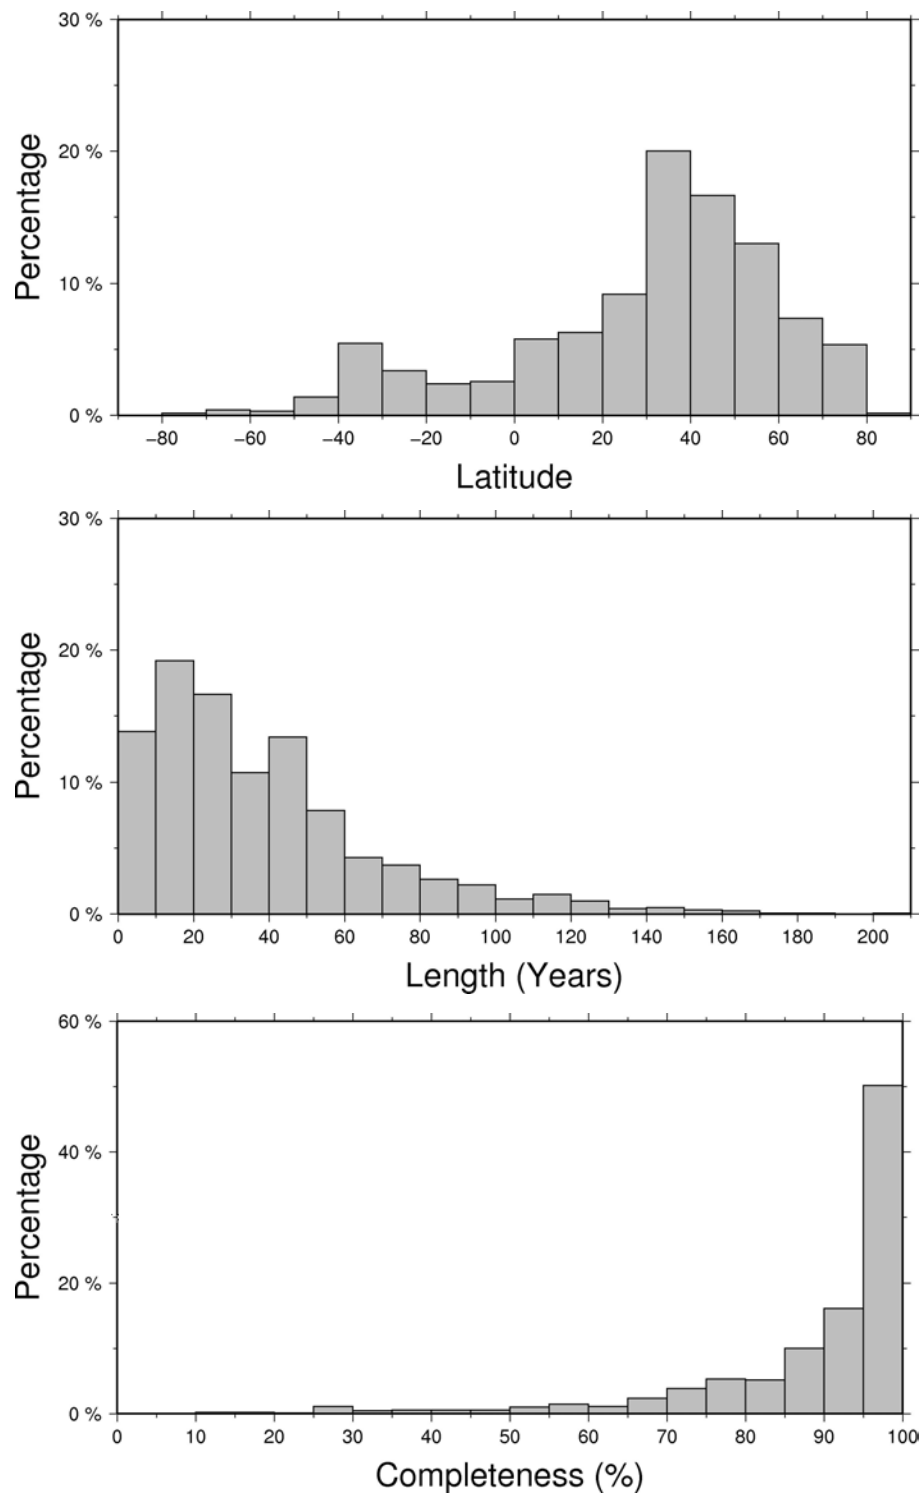 30 %
20 %
10 %
0 %
Percentage
−80 −60 −40 −20 0 20 40 60 80
Latitude
30 %
20 %
10 %
0 %
Percentage
0 20 40 60 80 100 120 140 160 180 200
Length (Years)
60 %
40 %
20 %
0 %
Percentage
0 10 20 30 40 50 60 70 80 90 100
Completeness (%)